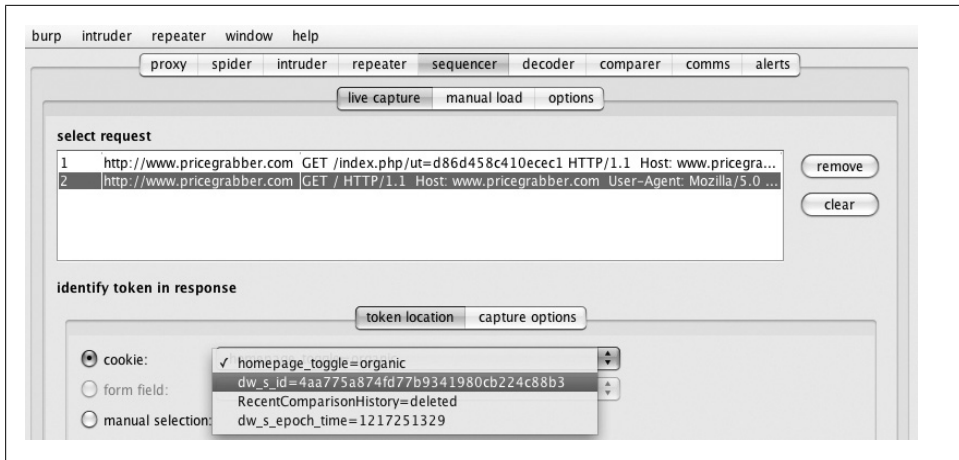 burp intruder repeater window help
proxy spider intruder repeater sequencer decoder comparer comms alerts
live capture manual load options
select request
1 http://www.pricegrabber.com GET /index.php/ut=d86d458c410ecec1 HTTP/1.1 Host: www.pricegra...
remove
2 http://www.pricegrabber.com GET / HTTP/1.1 Host: www.pricegrabber.com User-Agent: Mozilla/5.0 ...
clear
identify token in response
token location capture options
cookie:
✓ homepage_toggle=organic
form field:
dw_s_id=4aa775a874fd77b9341980cb224c88b3
RecentComparisonHistory=deleted
manual selection:
dw_s_epoch_time=1217251329